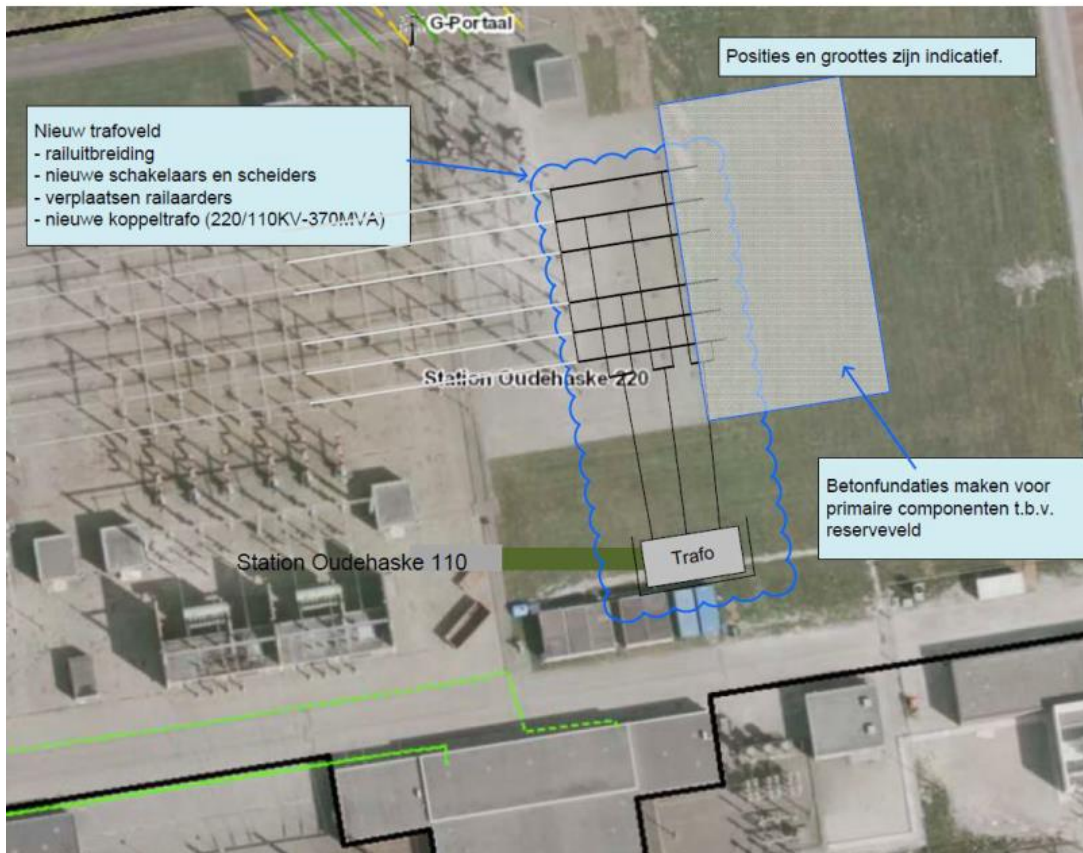 G-Portaal
Posities en groottes zijn indicatief.
Nieuw trafoveld
- railuitbreiding
- nieuwe schakelaars en scheiders
- verplaatsen railaarders
- nieuwe koppeltrafo (220/110KV-370MVA)
Station Oudehaske 220
Betonfundaties maken voor
primaire componenten t.b.v.
reserveveld
Station Oudehaske 110
Trafo